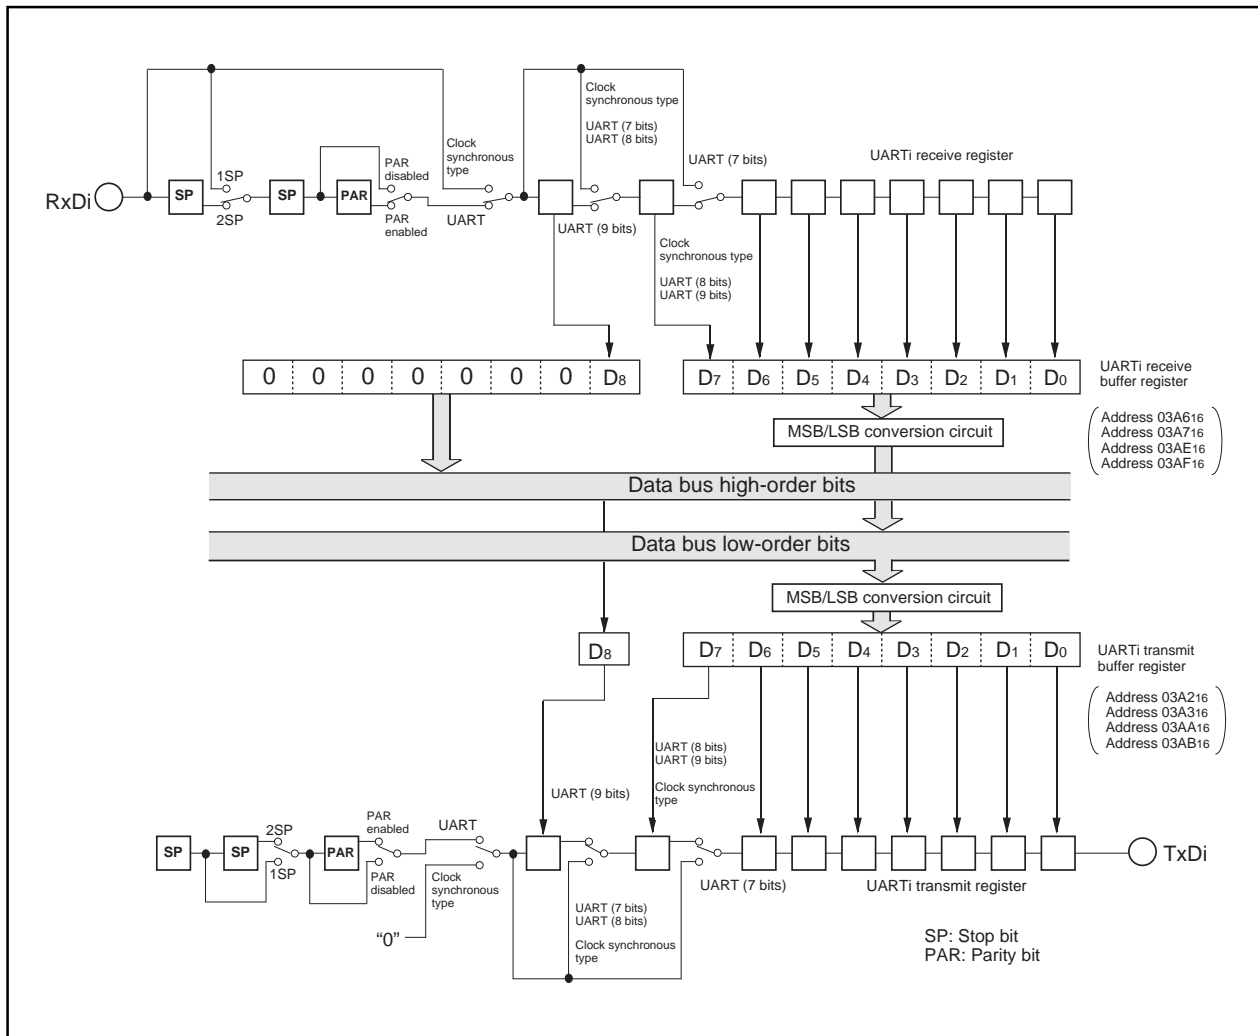 Clock
synchronous type
UART (7 bits)
UART (8 bits)
Clock
synchronous
type
PAR
disabled
UART (7 bits)
UARTi receive register
1SP
RxDi
SP
SP
PAR
2SP
PAR
enabled
UART
UART (9 bits)
Clock
synchronous type
UART (8 bits)
UART (9 bits)
0 0 0 0 0 0 0 D8
D7 D6 D5 D4 D3 D2 D1 D0
UARTi receive
buffer register
MSB/LSB conversion circuit
Address 03A616
Address 03A716
Address 03AE16
Address 03AF16
Data bus high-order bits
Data bus low-order bits
MSB/LSB conversion circuit
D8
D7 D6 D5 D4 D3 D2 D1 D0
UARTi transmit
buffer register
Address 03A216
Address 03A316
Address 03AA16
Address 03AB16
UART (8 bits)
UART (9 bits)
Clock synchronous
type
UART (9 bits)
PAR
enabled
UART
2SP
SP
SP
PAR
TxDi
1SP
PAR
disabled
Clock
synchronous
type
UART (7 bits)
UARTi transmit register
UART (7 bits)
UART (8 bits)
Clock synchronous
type
“0”
SP: Stop bit
PAR: Parity bit